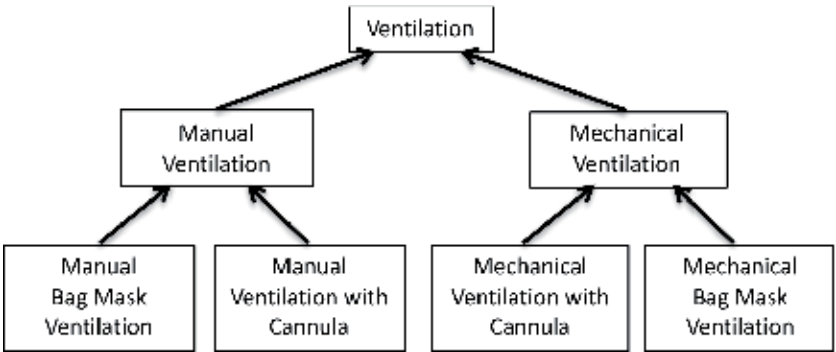 Ventilation
Manual
Ventilation
Mechanical
Ventilation
Manual
Bag Mask
Ventilation
Manual
Ventilation with
Cannula
Mechanical
Ventilation with
Cannula
Mechanical
Bag Mask
Ventilation